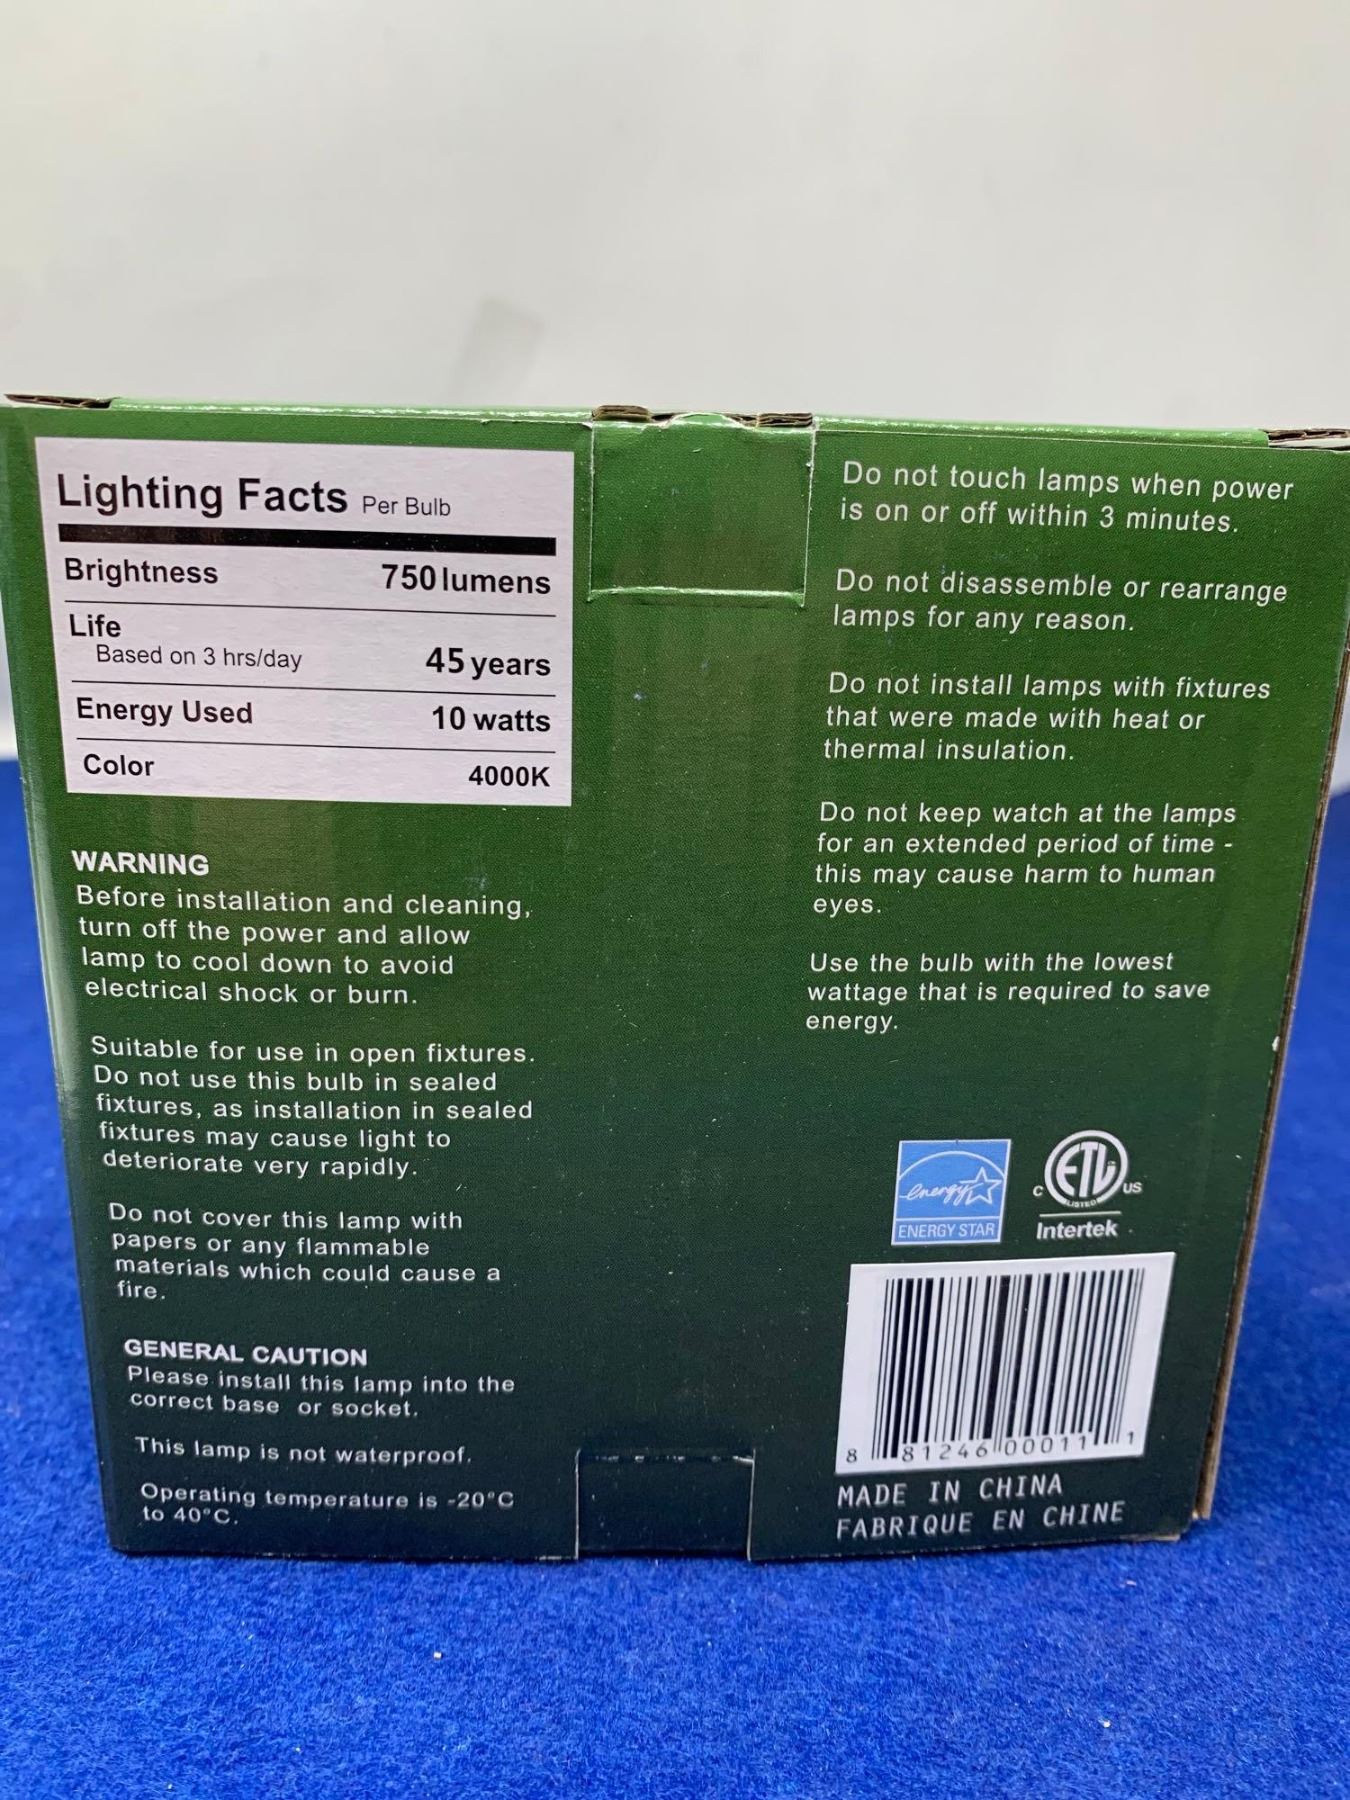 Lighting Facts Per Bulb
Brightness 750 lumens
Life
Based on 3 hrs/day 45 years
Energy Used 10 watts
Color 4000K
WARNING
Before installation and cleaning,
turn off the power and allow
lamp to cool down to avoid
electrical shock or burn.
Suitable for use in open fixtures.
Do not use this bulb in sealed
fixtures, as installation in sealed
fixtures may cause light to
deteriorate very rapidly.
Do not cover this lamp with
papers or any flammable
materials which could cause a
fire.
GENERAL CAUTION
Please install this lamp into the
correct base or socket.
This lamp is not waterproof.
Operating temperature is -20°C
to 40°C.
Do not touch lamps when power
is on or off within 3 minutes.
Do not disassemble or rearrange
lamps for any reason.
Do not install lamps with fixtures
that were made with heat or
thermal insulation.
Do not keep watch at the lamps
for an extended period of time -
this may cause harm to human
eyes.
Use the bulb with the lowest
wattage that is required to save
energy.
energy
ENERGY STAR
C ETL US
LISTED
Intertek
8 81246 00011 1
MADE IN CHINA
FABRIQUE EN CHINE